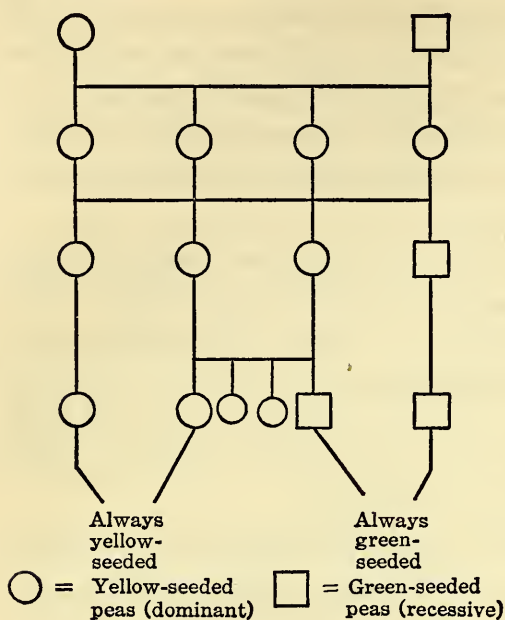 Always
yellow-
seeded
Always
green-
seeded
= Yellow-seeded
peas (dominant)
= Green-seeded
peas (recessive)